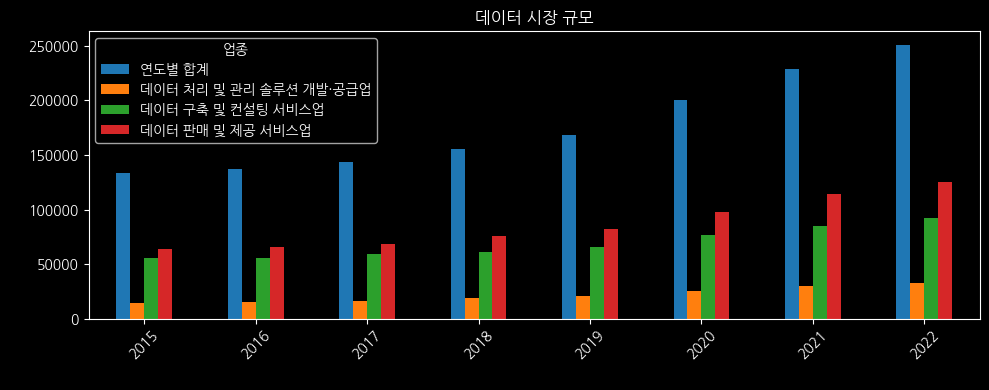 데이터 시장 규모
업종
연도별 합계
데이터 처리 및 관리 솔루션 개발·공급업
데이터 구축 및 컨설팅 서비스업
데이터 판매 및 제공 서비스업
250000
200000
150000
100000
50000
0
2015
2016
2017
2018
2019
2020
2021
2022